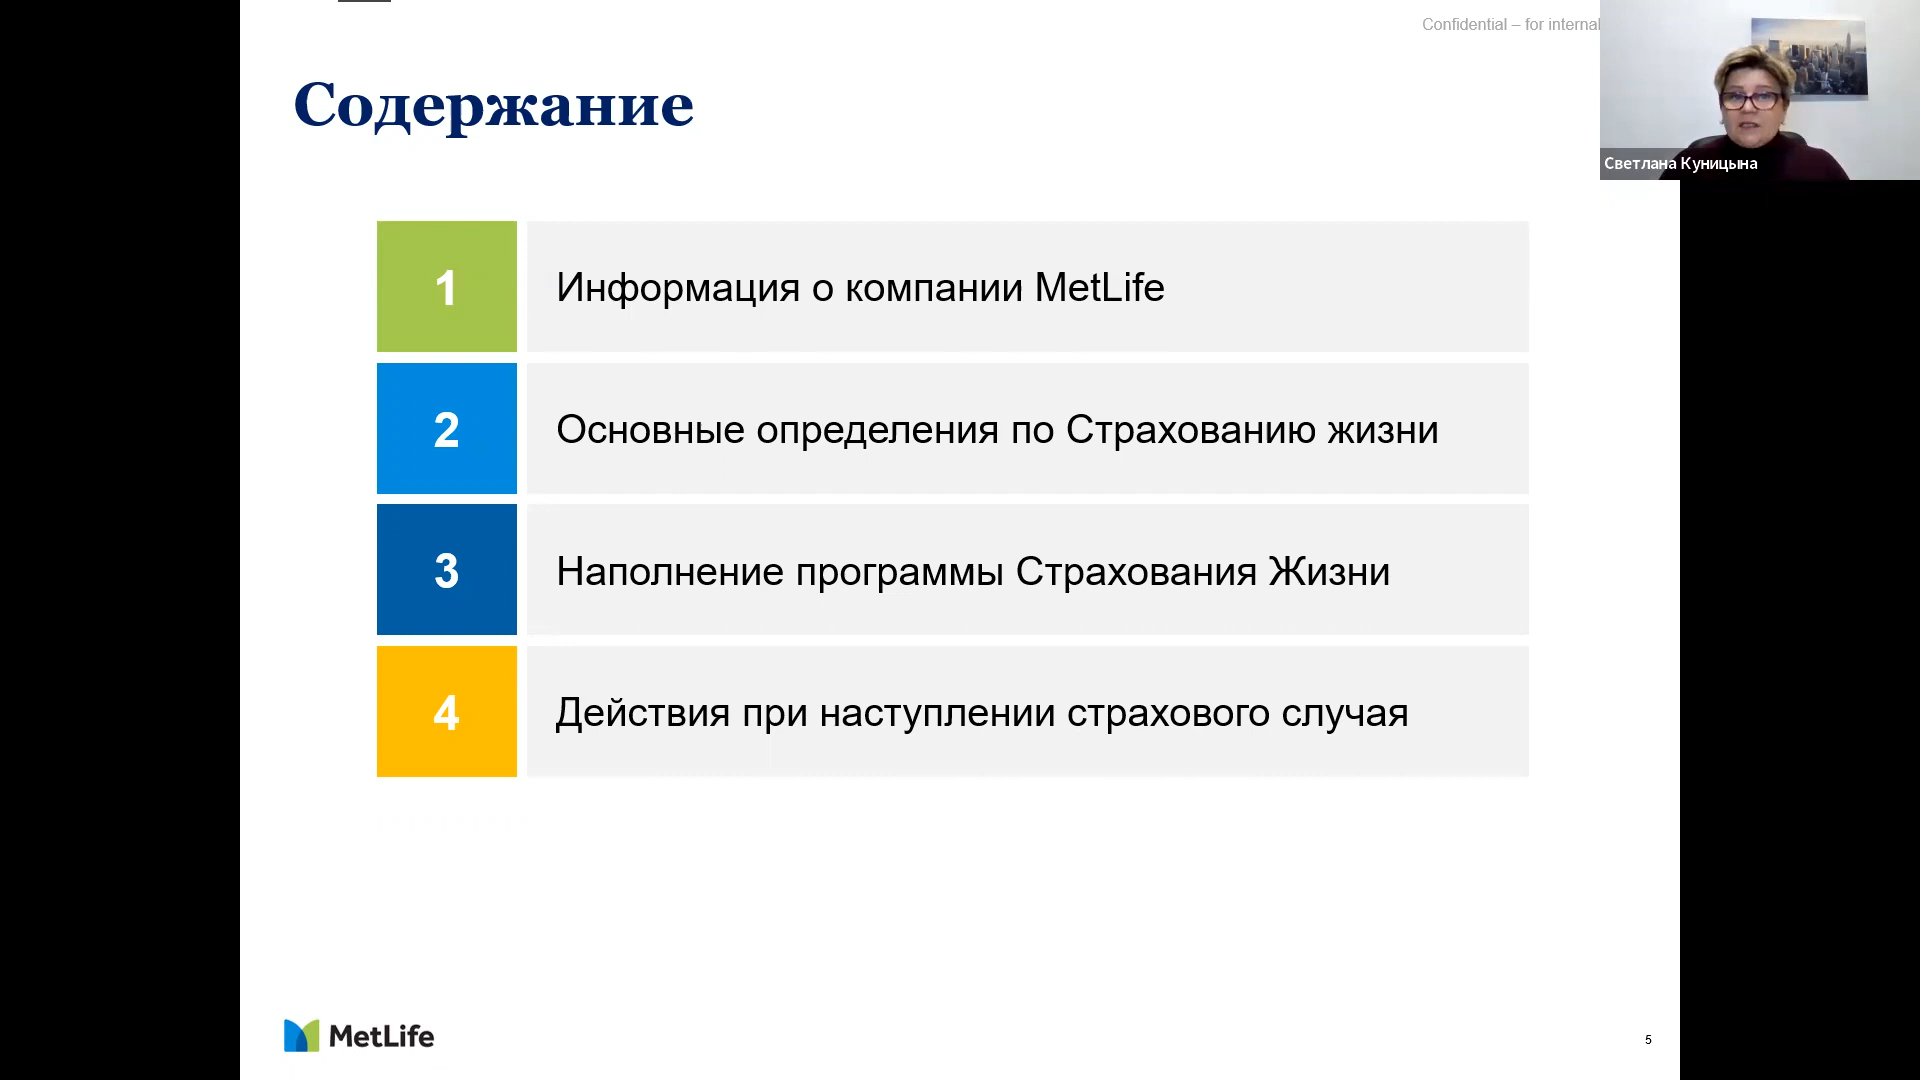 Confidential – for internal
Светлана Куницына
Содержание
1
Информация о компании MetLife
2
Основные определения по Страхованию жизни
3
Наполнение программы Страхования Жизни
4
Действия при наступлении страхового случая
MetLife
5